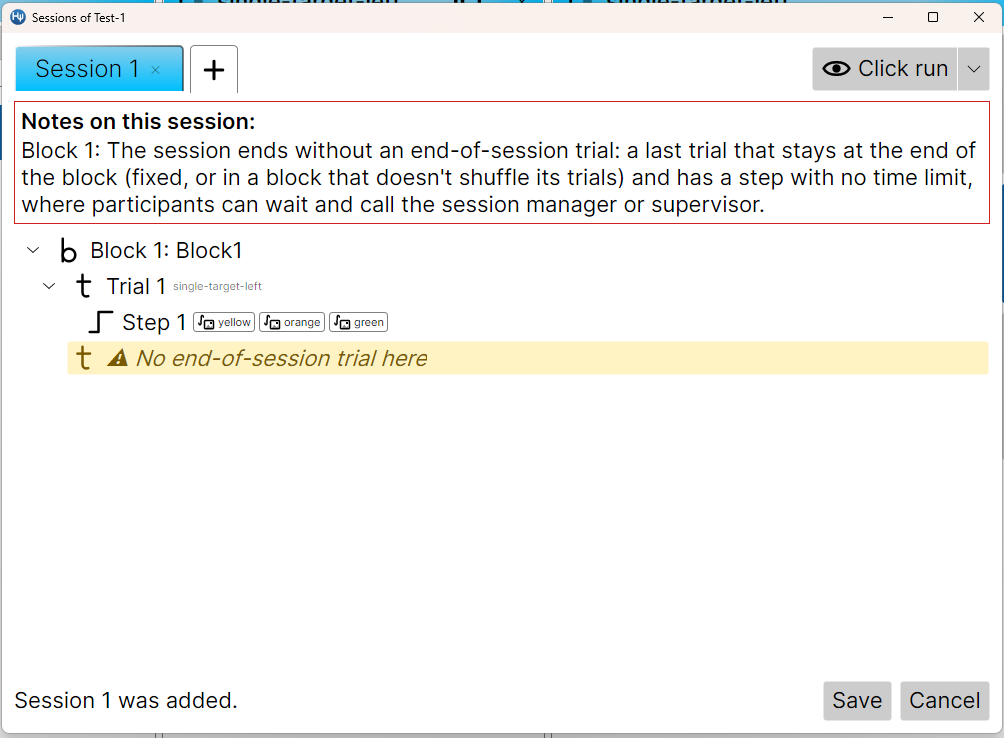 Sessions of Test-1
Session 1 ×
+
Click run
Notes on this session:
Block 1: The session ends without an end-of-session trial: a last trial that stays at the end of
the block (fixed, or in a block that doesn't shuffle its trials) and has a step with no time limit,
where participants can wait and call the session manager or supervisor.
b Block 1: Block1
t Trial 1 single-target-left
Step 1 yellow orange green
t No end-of-session trial here
Session 1 was added.
Save Cancel